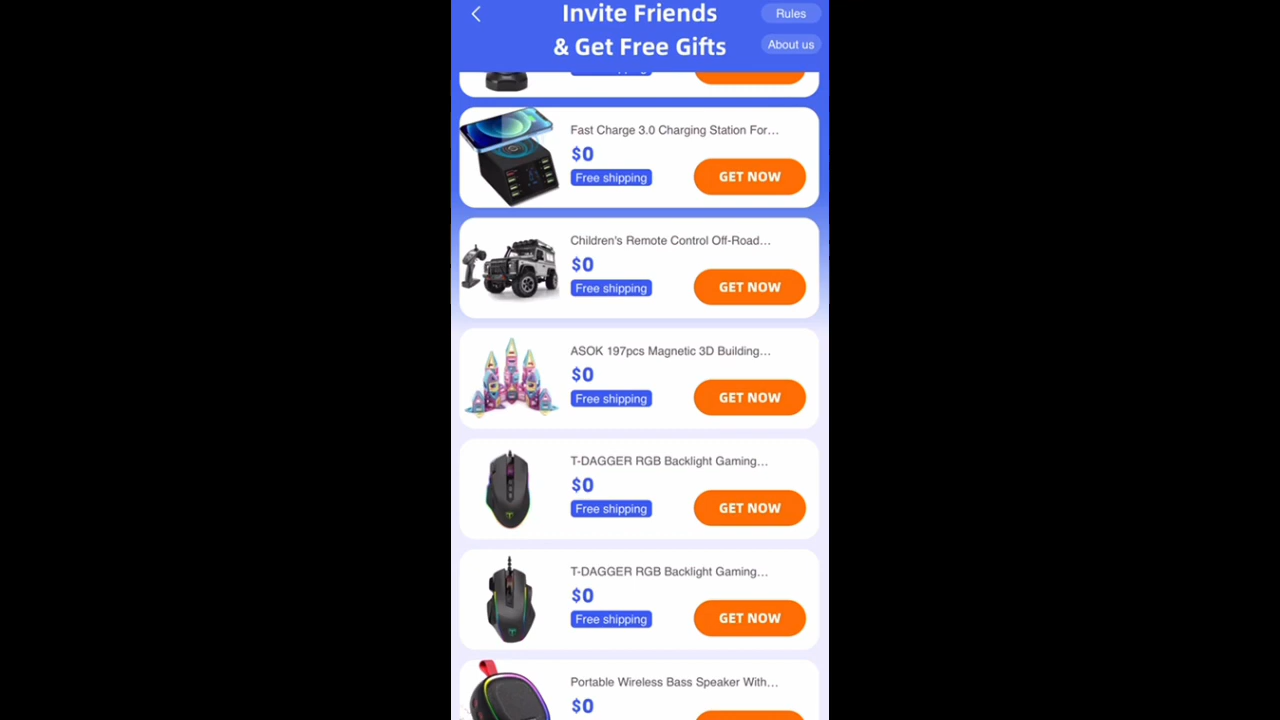 Invite Friends
& Get Free Gifts
Rules
About us
Fast Charge 3.0 Charging Station For...
$0
Free shipping
GET NOW
Children's Remote Control Off-Road...
$0
Free shipping
GET NOW
ASOK 197pcs Magnetic 3D Building...
$0
Free shipping
GET NOW
T-DAGGER RGB Backlight Gaming...
$0
Free shipping
GET NOW
T-DAGGER RGB Backlight Gaming...
$0
Free shipping
GET NOW
Portable Wireless Bass Speaker With...
$0